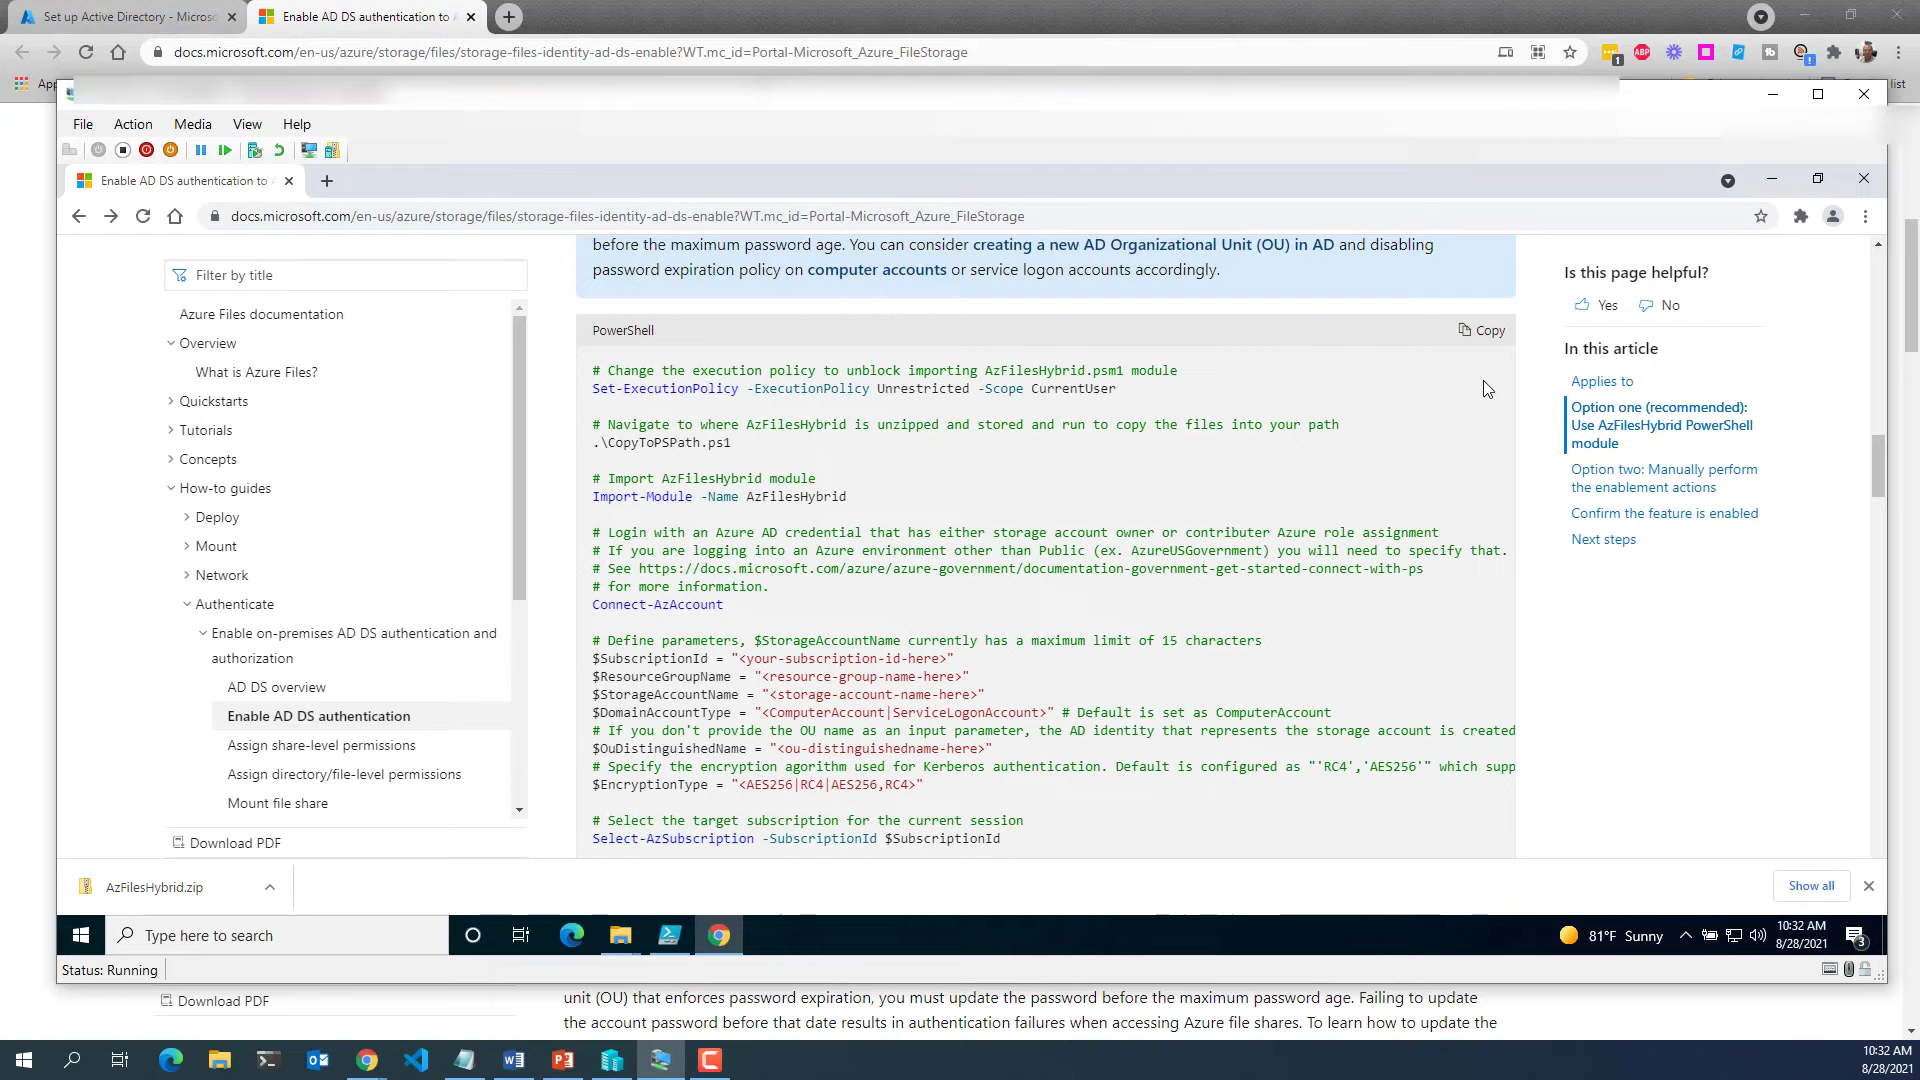 Set up Active Directory - Micros
Enable AD DS authentication to A
docs.microsoft.com/en-us/azure/storage/files/storage-files-identity-ad-ds-enable?WT.mc_id=Portal-Microsoft_Azure_FileStorage
1
ABP
App
list
File Action Media View Help
Enable AD DS authentication to A
docs.microsoft.com/en-us/azure/storage/files/storage-files-identity-ad-ds-enable?WT.mc_id=Portal-Microsoft_Azure_FileStorage
before the maximum password age. You can consider creating a new AD Organizational Unit (OU) in AD and disabling
password expiration policy on computer accounts or service logon accounts accordingly.
Filter by title
Azure Files documentation
Overview
What is Azure Files?
Quickstarts
Tutorials
Concepts
How-to guides
Deploy
Mount
Network
Authenticate
Enable on-premises AD DS authentication and
authorization
AD DS overview
Enable AD DS authentication
Assign share-level permissions
Assign directory/file-level permissions
Mount file share
Download PDF
PowerShell
Copy
# Change the execution policy to unblock importing AzFilesHybrid.psm1 module
Set-ExecutionPolicy -ExecutionPolicy Unrestricted -Scope CurrentUser
# Navigate to where AzFilesHybrid is unzipped and stored and run to copy the files into your path
.\CopyToPSPath.ps1
# Import AzFilesHybrid module
Import-Module -Name AzFilesHybrid
# Login with an Azure AD credential that has either storage account owner or contributer Azure role assignment
# If you are logging into an Azure environment other than Public (ex. AzureUSGovernment) you will need to specify that.
# See https://docs.microsoft.com/azure/azure-government/documentation-government-get-started-connect-with-ps
# for more information.
Connect-AzAccount
# Define parameters, $StorageAccountName currently has a maximum limit of 15 characters
$SubscriptionId = "<your-subscription-id-here>"
$ResourceGroupName = "<resource-group-name-here>"
$StorageAccountName = "<storage-account-name-here>"
$DomainAccountType = "<ComputerAccount|ServiceLogonAccount>" # Default is set as ComputerAccount
# If you don't provide the OU name as an input parameter, the AD identity that represents the storage account is created
$OuDistinguishedName = "<ou-distinguishedname-here>"
# Specify the encryption agorithm used for Kerberos authentication. Default is configured as "'RC4','AES256'" which supp
$EncryptionType = "<AES256|RC4|AES256,RC4>"
# Select the target subscription for the current session
Select-AzSubscription -SubscriptionId $SubscriptionId
Is this page helpful?
Yes No
In this article
Applies to
Option one (recommended):
Use AzFilesHybrid PowerShell
module
Option two: Manually perform
the enablement actions
Confirm the feature is enabled
Next steps
AzFilesHybrid.zip
Show all
Type here to search
81°F Sunny
10:32 AM
8/28/2021
3
Status: Running
Download PDF
unit (OU) that enforces password expiration, you must update the password before the maximum password age. Failing to update
the account password before that date results in authentication failures when accessing Azure file shares. To learn how to update the
10:32 AM
8/28/2021